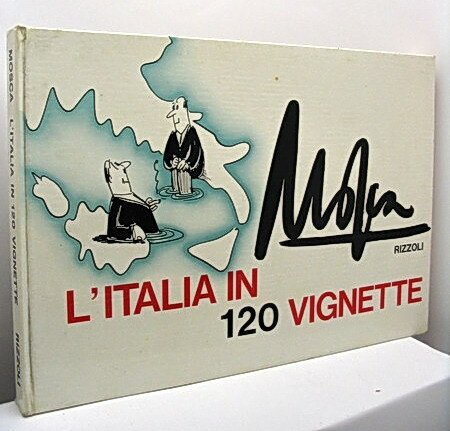 MOSCA L'ITALIA IN 120 VIGNETTE RIZZOLI
Mosca
RIZZOLI
L'ITALIA IN
120 VIGNETTE